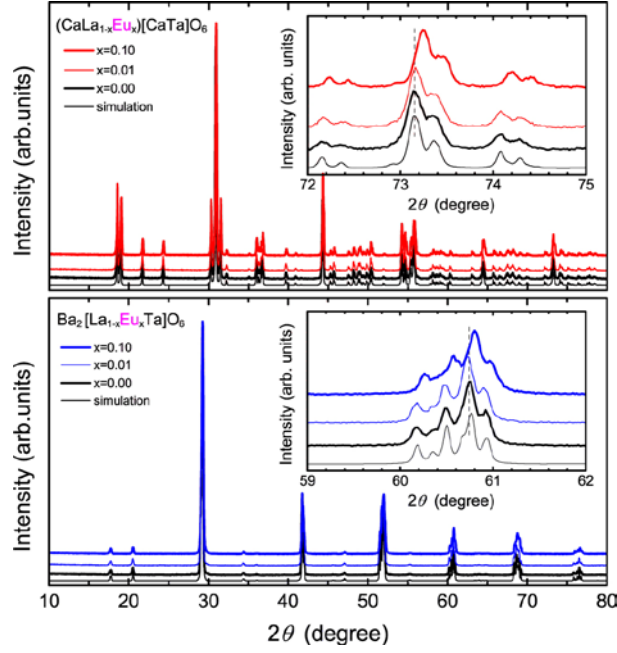 (CaLa₁₋ₓEuₓ)[CaTa]O₆
x=0.10
x=0.01
x=0.00
simulation
Intensity (arb.units)
Intensity (arb. units)
72 73 74 75
2θ (degree)
Ba₂[La₁₋ₓEuₓTa]O₆
x=0.10
x=0.01
x=0.00
simulation
Intensity (arb.units)
Intensity (arb. units)
59 60 61 62
2θ (degree)
10 20 30 40 50 60 70 80
2θ (degree)